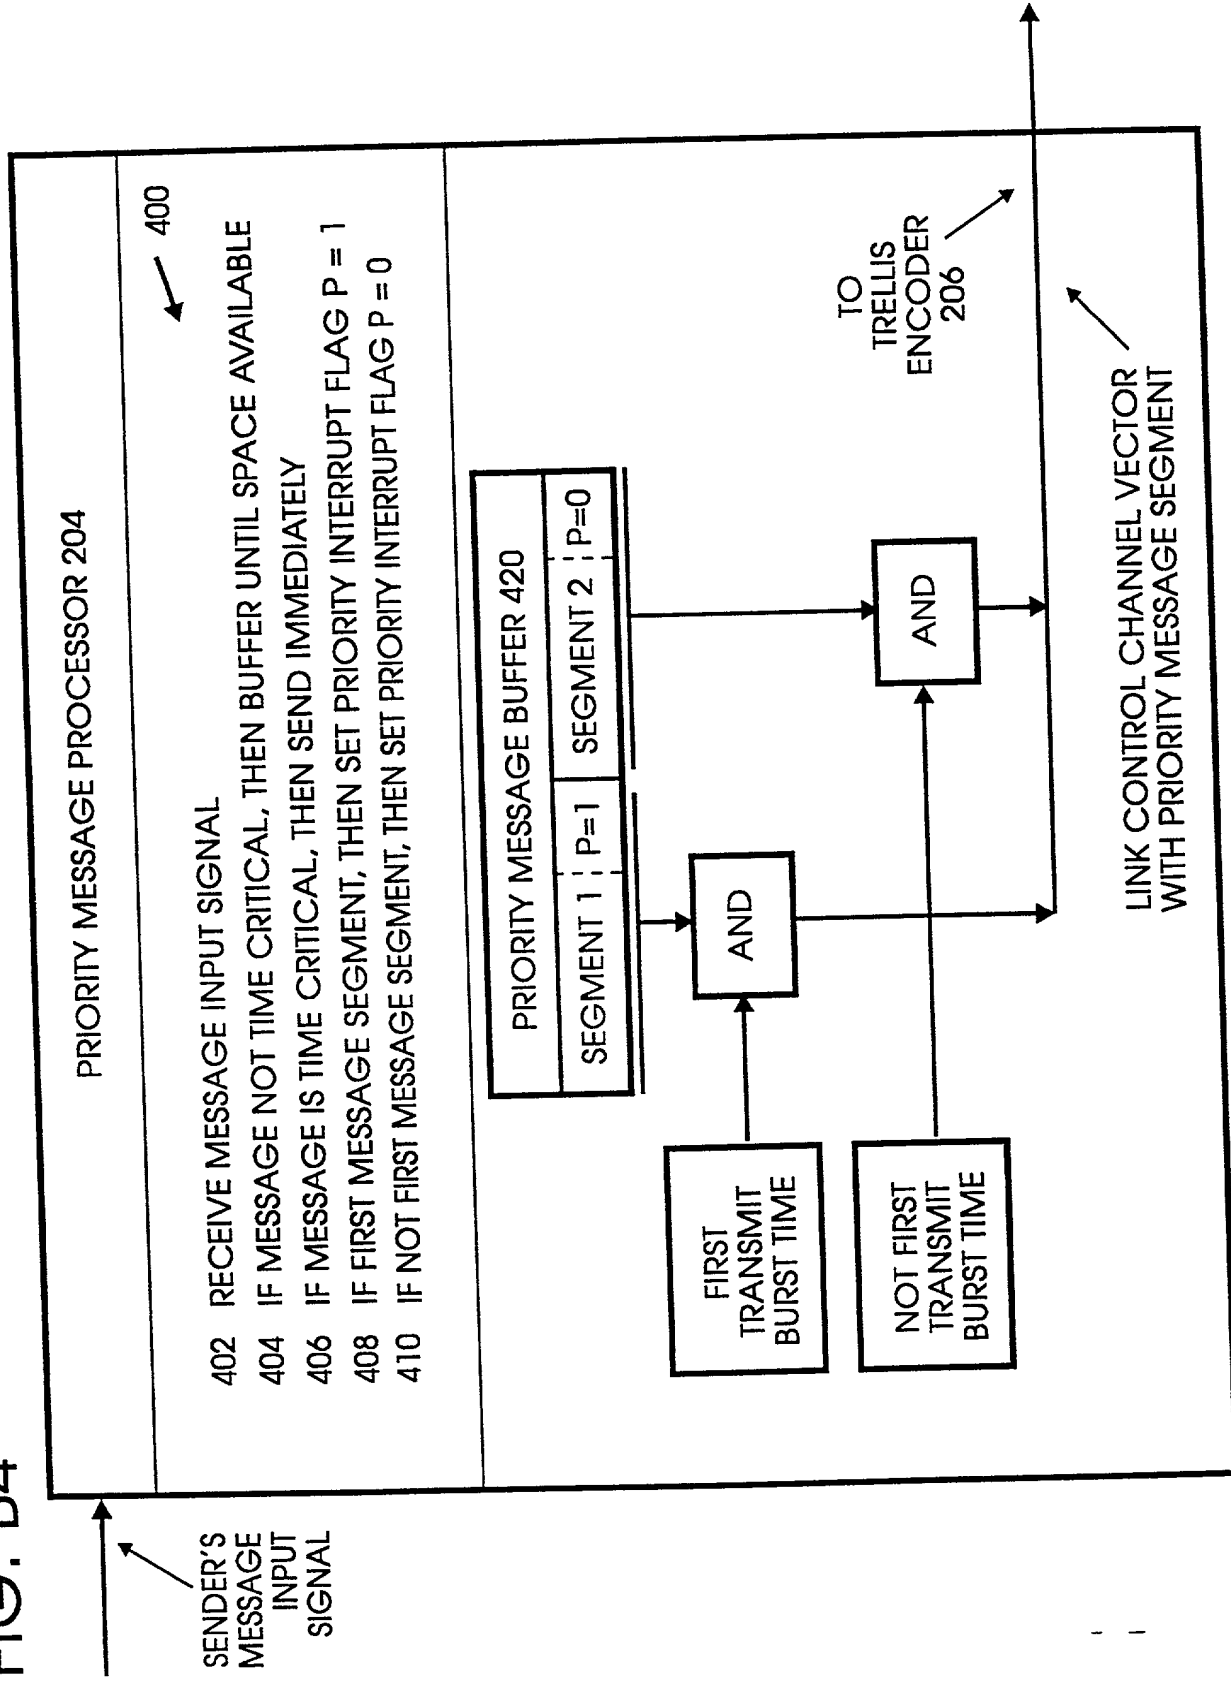 FIG. D4
PRIORITY MESSAGE PROCESSOR 204
400
402 RECEIVE MESSAGE INPUT SIGNAL
404 IF MESSAGE NOT TIME CRITICAL, THEN BUFFER UNTIL SPACE AVAILABLE
406 IF MESSAGE IS TIME CRITICAL, THEN SEND IMMEDIATELY
408 IF FIRST MESSAGE SEGMENT, THEN SET PRIORITY INTERRUPT FLAG P = 1
410 IF NOT FIRST MESSAGE SEGMENT, THEN SET PRIORITY INTERRUPT FLAG P = 0
SENDER'S
MESSAGE
INPUT
SIGNAL
PRIORITY MESSAGE BUFFER 420
SEGMENT 1 P=1 SEGMENT 2 P=0
FIRST
TRANSMIT
BURST TIME
AND
NOT FIRST
TRANSMIT
BURST TIME
AND
TO
TRELLIS
ENCODER
206
LINK CONTROL CHANNEL VECTOR
WITH PRIORITY MESSAGE SEGMENT